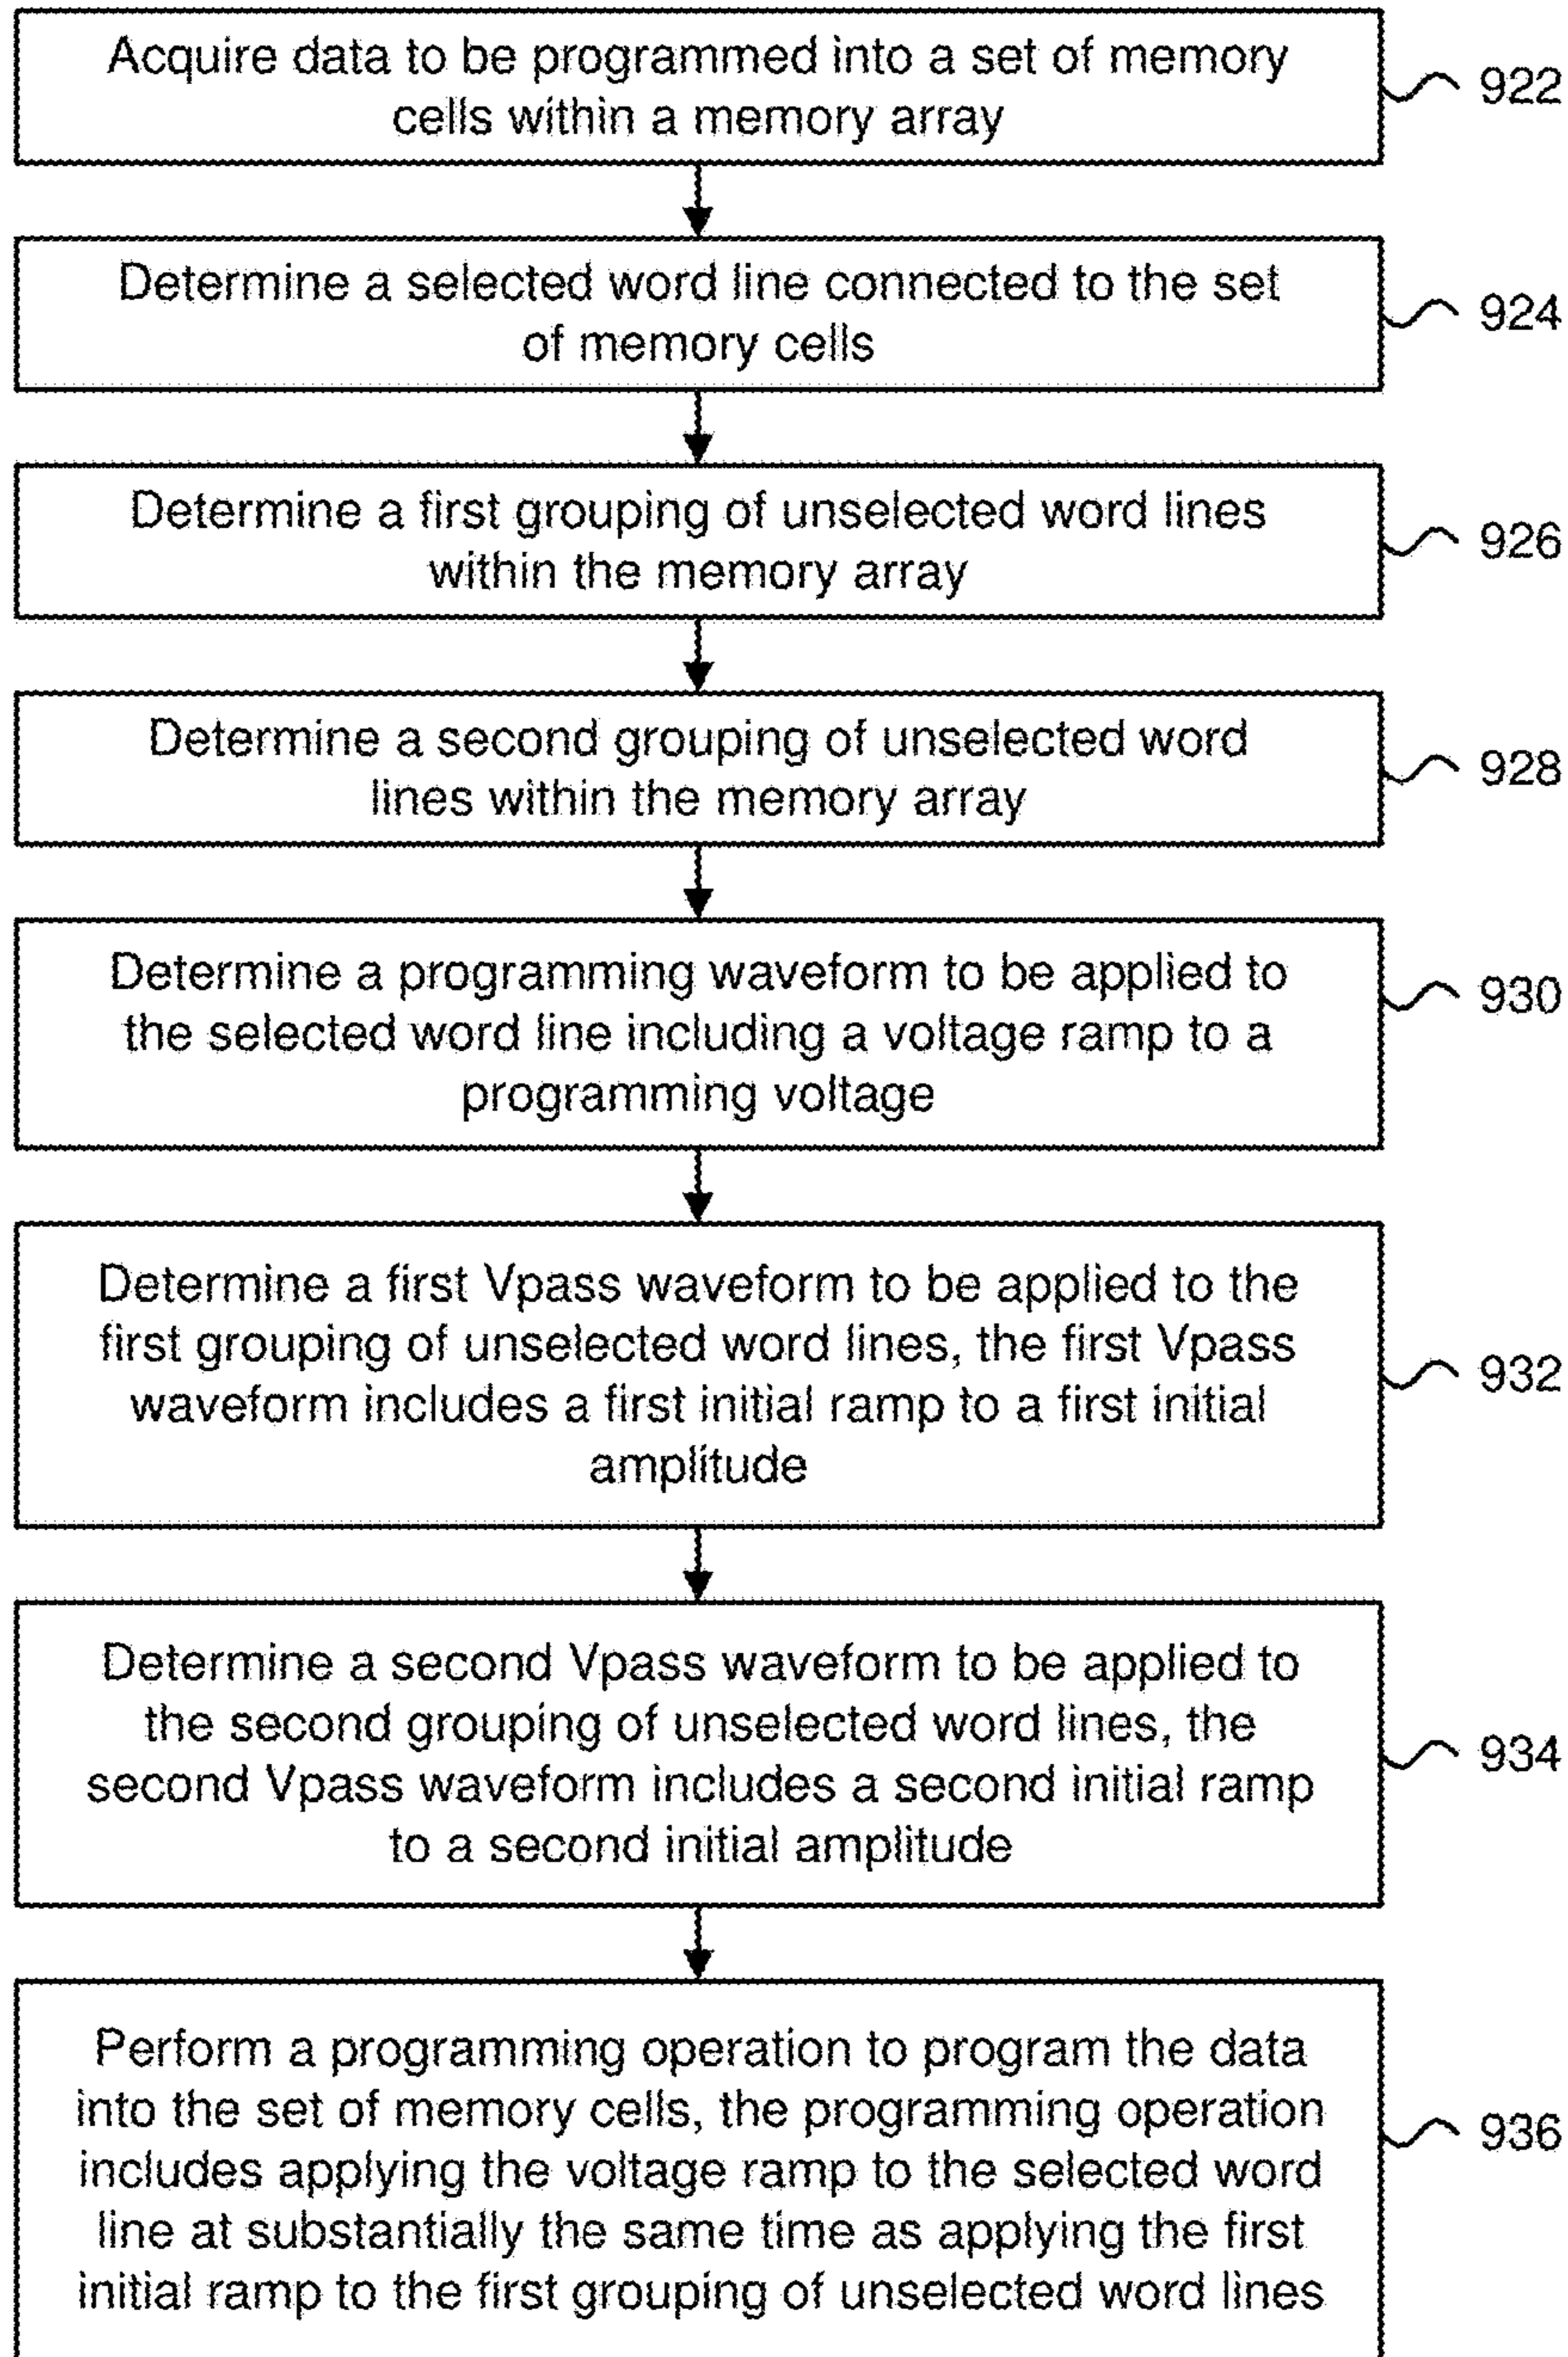 Acquire data to be programmed into a set of memory
cells within a memory array
922
Determine a selected word line connected to the set
of memory cells
924
Determine a first grouping of unselected word lines
within the memory array
926
Determine a second grouping of unselected word
lines within the memory array
928
Determine a programming waveform to be applied to
the selected word line including a voltage ramp to a
programming voltage
930
Determine a first Vpass waveform to be applied to the
first grouping of unselected word lines, the first Vpass
waveform includes a first initial ramp to a first initial
amplitude
932
Determine a second Vpass waveform to be applied to
the second grouping of unselected word lines, the
second Vpass waveform includes a second initial ramp
to a second initial amplitude
934
Perform a programming operation to program the data
into the set of memory cells, the programming operation
includes applying the voltage ramp to the selected word
line at substantially the same time as applying the first
initial ramp to the first grouping of unselected word lines
936